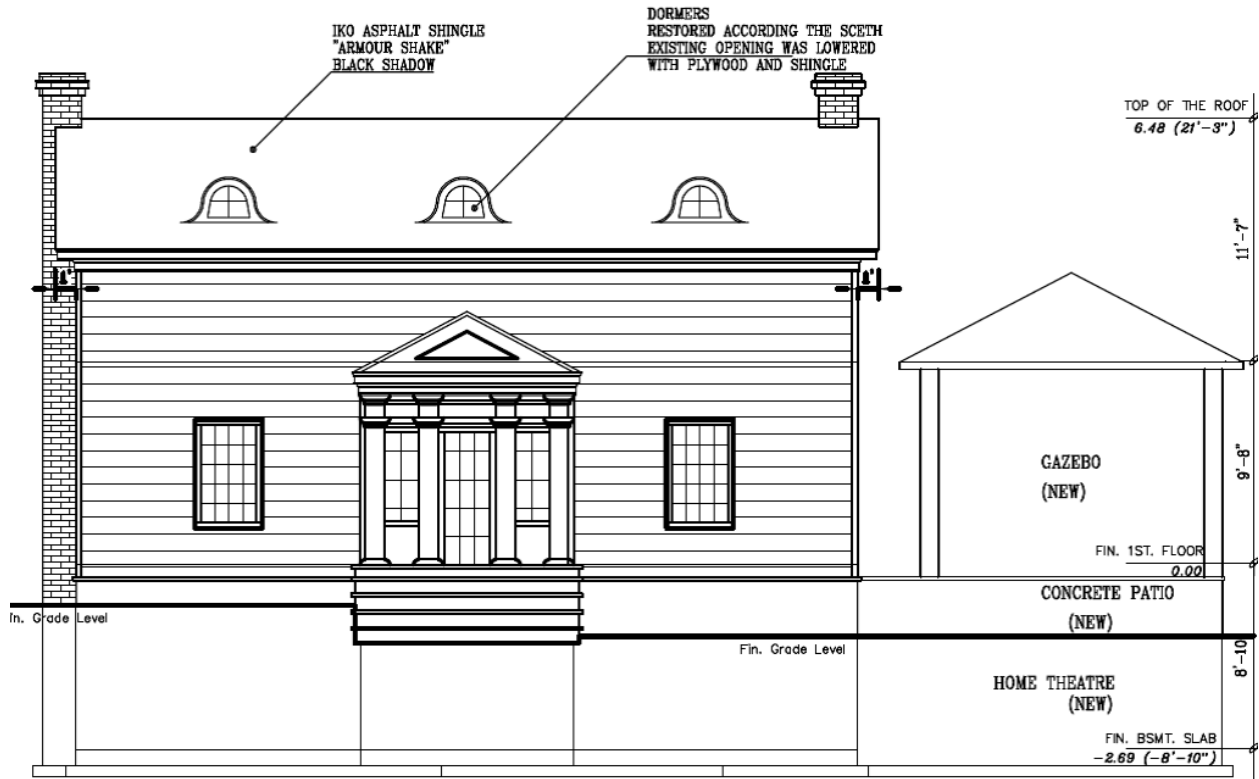 IKO ASPHALT SHINGLE
"ARMOUR SHAKE"
BLACK SHADOW
DORMERS
RESTORED ACCORDING THE SCETH
EXISTING OPENING WAS LOWERED
WITH PLYWOOD AND SHINGLE
TOP OF THE ROOF
6.48 (21'-3")
11'-7"
1'
1'
GAZEBO
(NEW)
9'-8"
FIN. 1ST. FLOOR
0.00
CONCRETE PATIO
(NEW)
in. Grade Level
Fin. Grade Level
8'-10
HOME THEATRE
(NEW)
FIN. BSMT. SLAB
-2.69 (-8'-10")